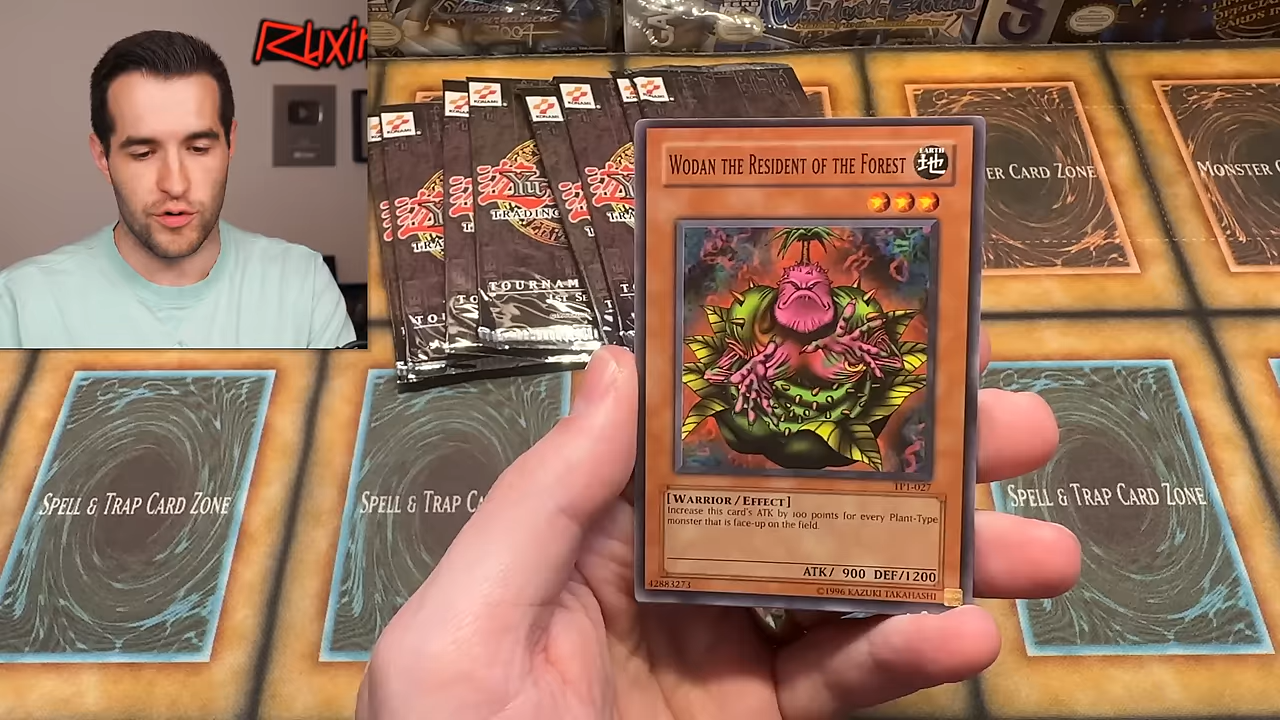 Ruxin
KONAMI
KONAMI
KONAMI
KONAMI
KONAMI
KONAMI
Yu
TRADING
TOURNAM
1ST SE
WODAN THE RESIDENT OF THE FOREST
EARTH
地
TP1-027
[WARRIOR / EFFECT]
Increase this card's ATK by 100 points for every Plant-Type
monster that is face-up on the field.
ATK/ 900 DEF/1200
42883273
©1996 KAZUKI TAKAHASHI
ER CARD ZONE
MONSTER
SPELL & TRAP CARD ZONE
SPELL & TRAP CA
SPELL & TRAP CARD ZONE